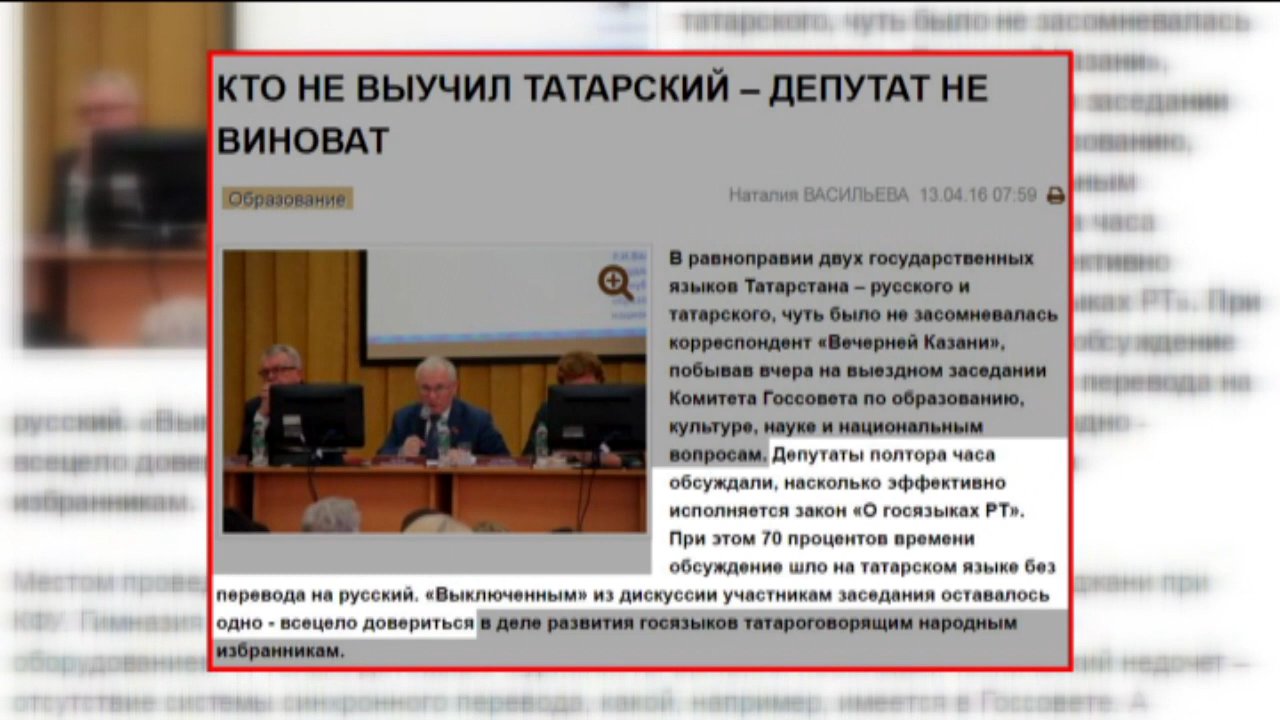 КТО НЕ ВЫУЧИЛ ТАТАРСКИЙ – ДЕПУТАТ НЕ
ВИНОВАТ
Образование
Наталия ВАСИЛЬЕВА 13.04.16 07:59
В равноправии двух государственных
языков Татарстана – русского и
татарского, чуть было не засомневалась
корреспондент «Вечерней Казани»,
побывав вчера на выездном заседании
Комитета Госсовета по образованию,
культуре, науке и национальным
вопросам. Депутаты полтора часа
обсуждали, насколько эффективно
исполняется закон «О госязыках РТ».
При этом 70 процентов времени
обсуждение шло на татарском языке без
перевода на русский. «Выключенным» из дискуссии участникам заседания оставалось
одно - всецело довериться в деле развития госязыков татароговорящим народным
избранникам.